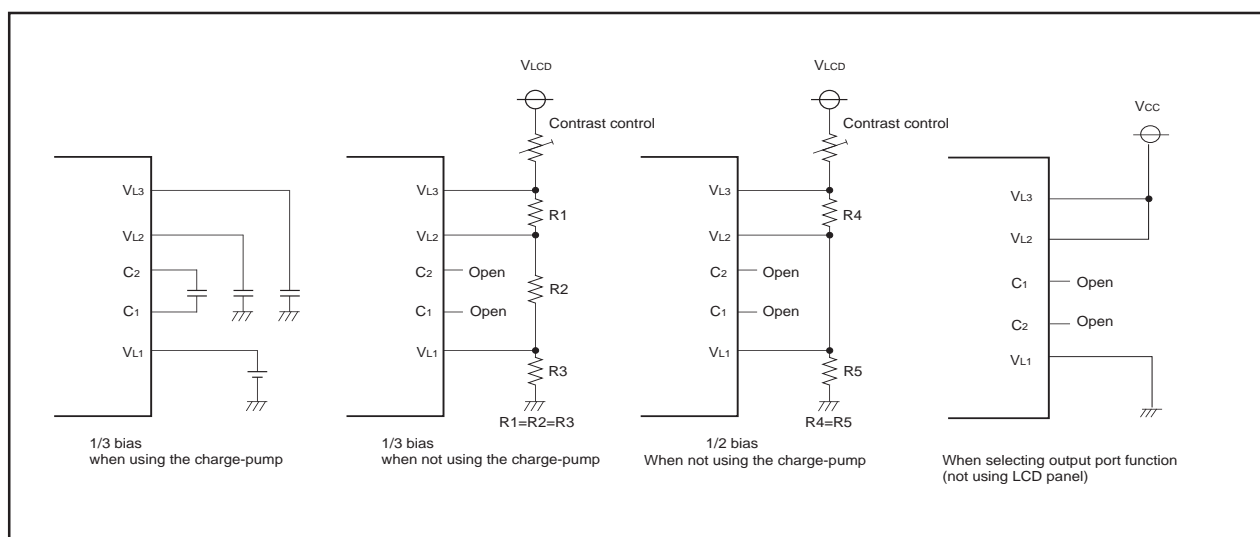 VL3
VL2
C2
C1
VL1
1/3 bias
when using the charge-pump
VLCD
Contrast control
VL3
R1
VL2
C2 Open
R2
C1 Open
VL1
R3
R1=R2=R3
1/3 bias
when not using the charge-pump
VLCD
Contrast control
VL3
R4
VL2
C2 Open
C1 Open
VL1
R5
R4=R5
1/2 bias
When not using the charge-pump
VCC
VL3
VL2
C1 Open
C2 Open
VL1
When selecting output port function
(not using LCD panel)